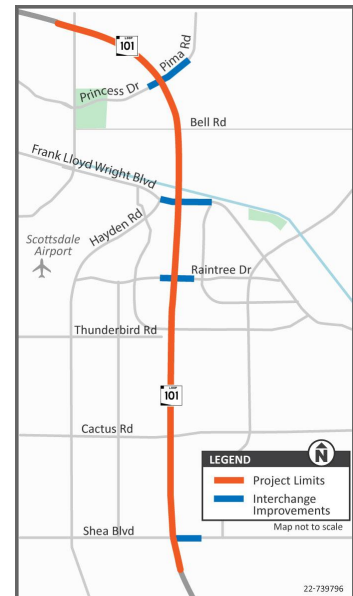 LOOP
101
Pima Rd
Princess Dr
Bell Rd
Frank Lloyd Wright Blvd
Hayden Rd
Scottsdale
Airport
Raintree Dr
Thunderbird Rd
LOOP
101
Cactus Rd
LEGEND
N
Project Limits
Interchange
Improvements
Map not to scale
Shea Blvd
22-739796